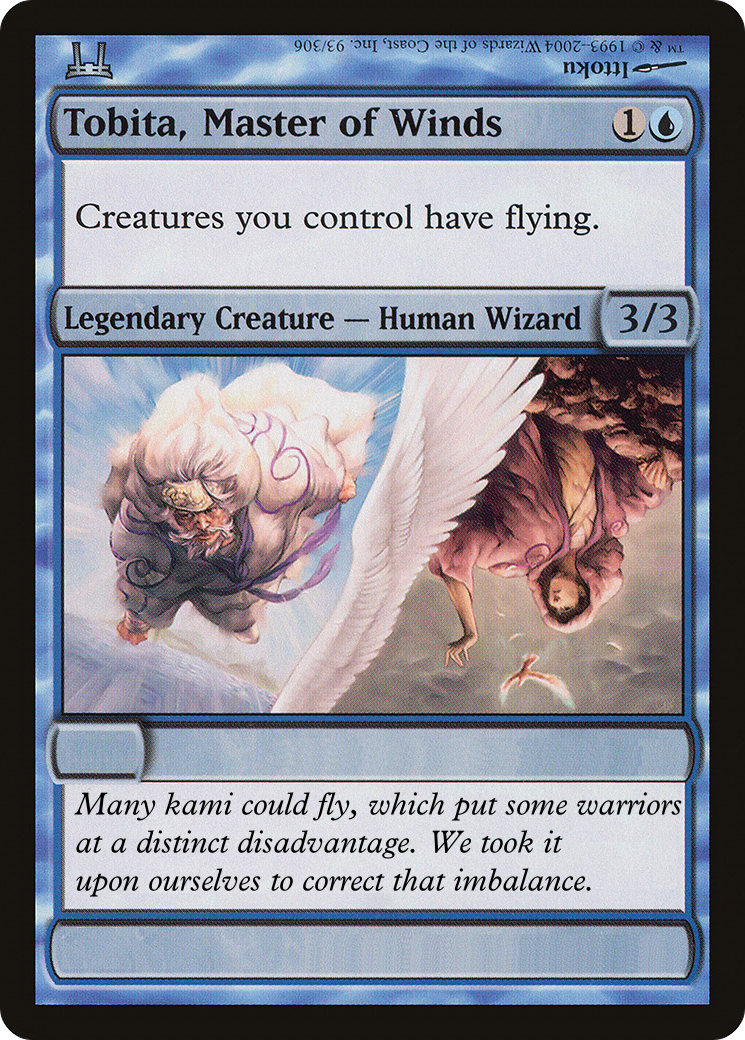 ™ & © 1993–2004 Wizards of the Coast, Inc. 93/306
Ittoku
Tobita, Master of Winds 1
Creatures you control have flying.
Legendary Creature — Human Wizard 3/3
Many kami could fly, which put some warriors
at a distinct disadvantage. We took it
upon ourselves to correct that imbalance.